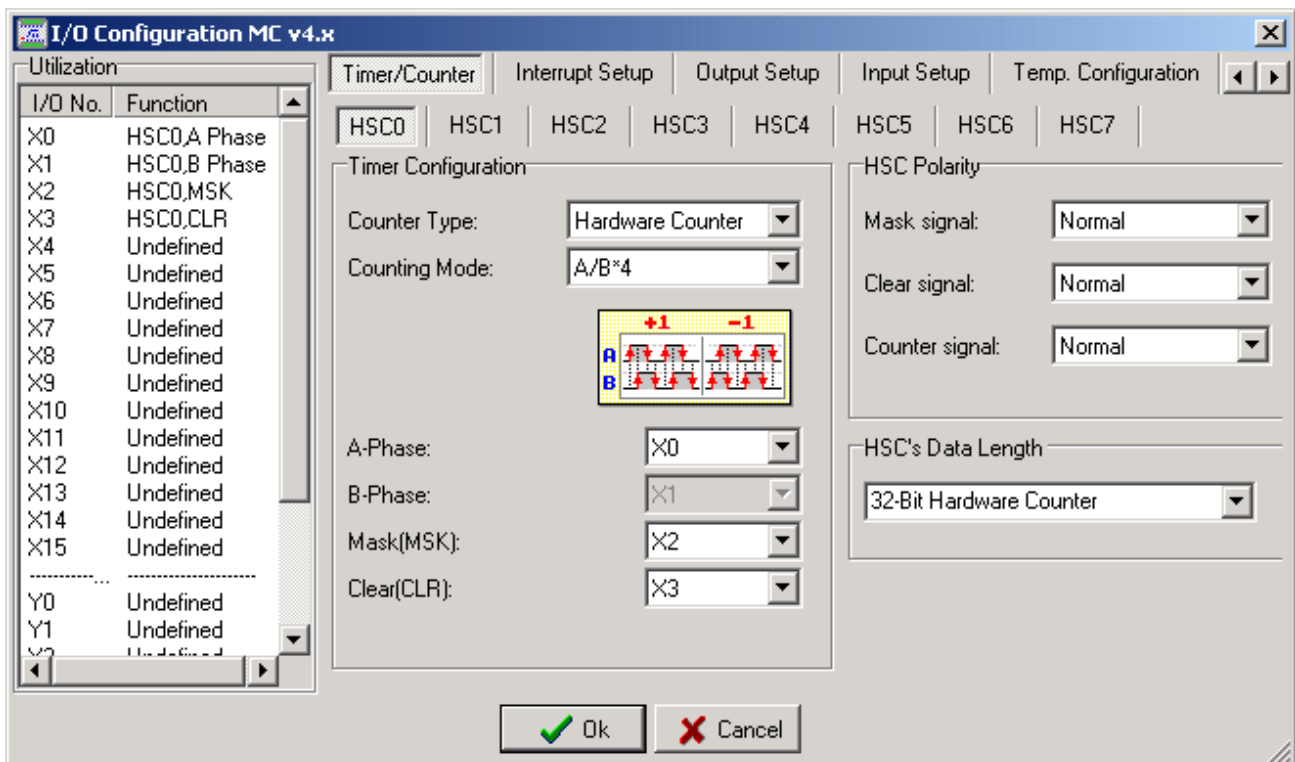 I/O Configuration MC v4.x
Utilization
I/O No. Function
X0 HSC0,A Phase
X1 HSC0,B Phase
X2 HSC0,MSK
X3 HSC0,CLR
X4 Undefined
X5 Undefined
X6 Undefined
X7 Undefined
X8 Undefined
X9 Undefined
X10 Undefined
X11 Undefined
X12 Undefined
X13 Undefined
X14 Undefined
X15 Undefined
-----------... ----------------------
Y0 Undefined
Y1 Undefined
Timer/Counter Interrupt Setup Output Setup Input Setup Temp. Configuration
HSC0 HSC1 HSC2 HSC3 HSC4 HSC5 HSC6 HSC7
Timer Configuration
Counter Type: Hardware Counter
Counting Mode: A/B*4
+1 -1
A
B
A-Phase: X0
B-Phase: X1
Mask(MSK): X2
Clear(CLR): X3
HSC Polarity
Mask signal: Normal
Clear signal: Normal
Counter signal: Normal
HSC's Data Length
32-Bit Hardware Counter
Ok Cancel